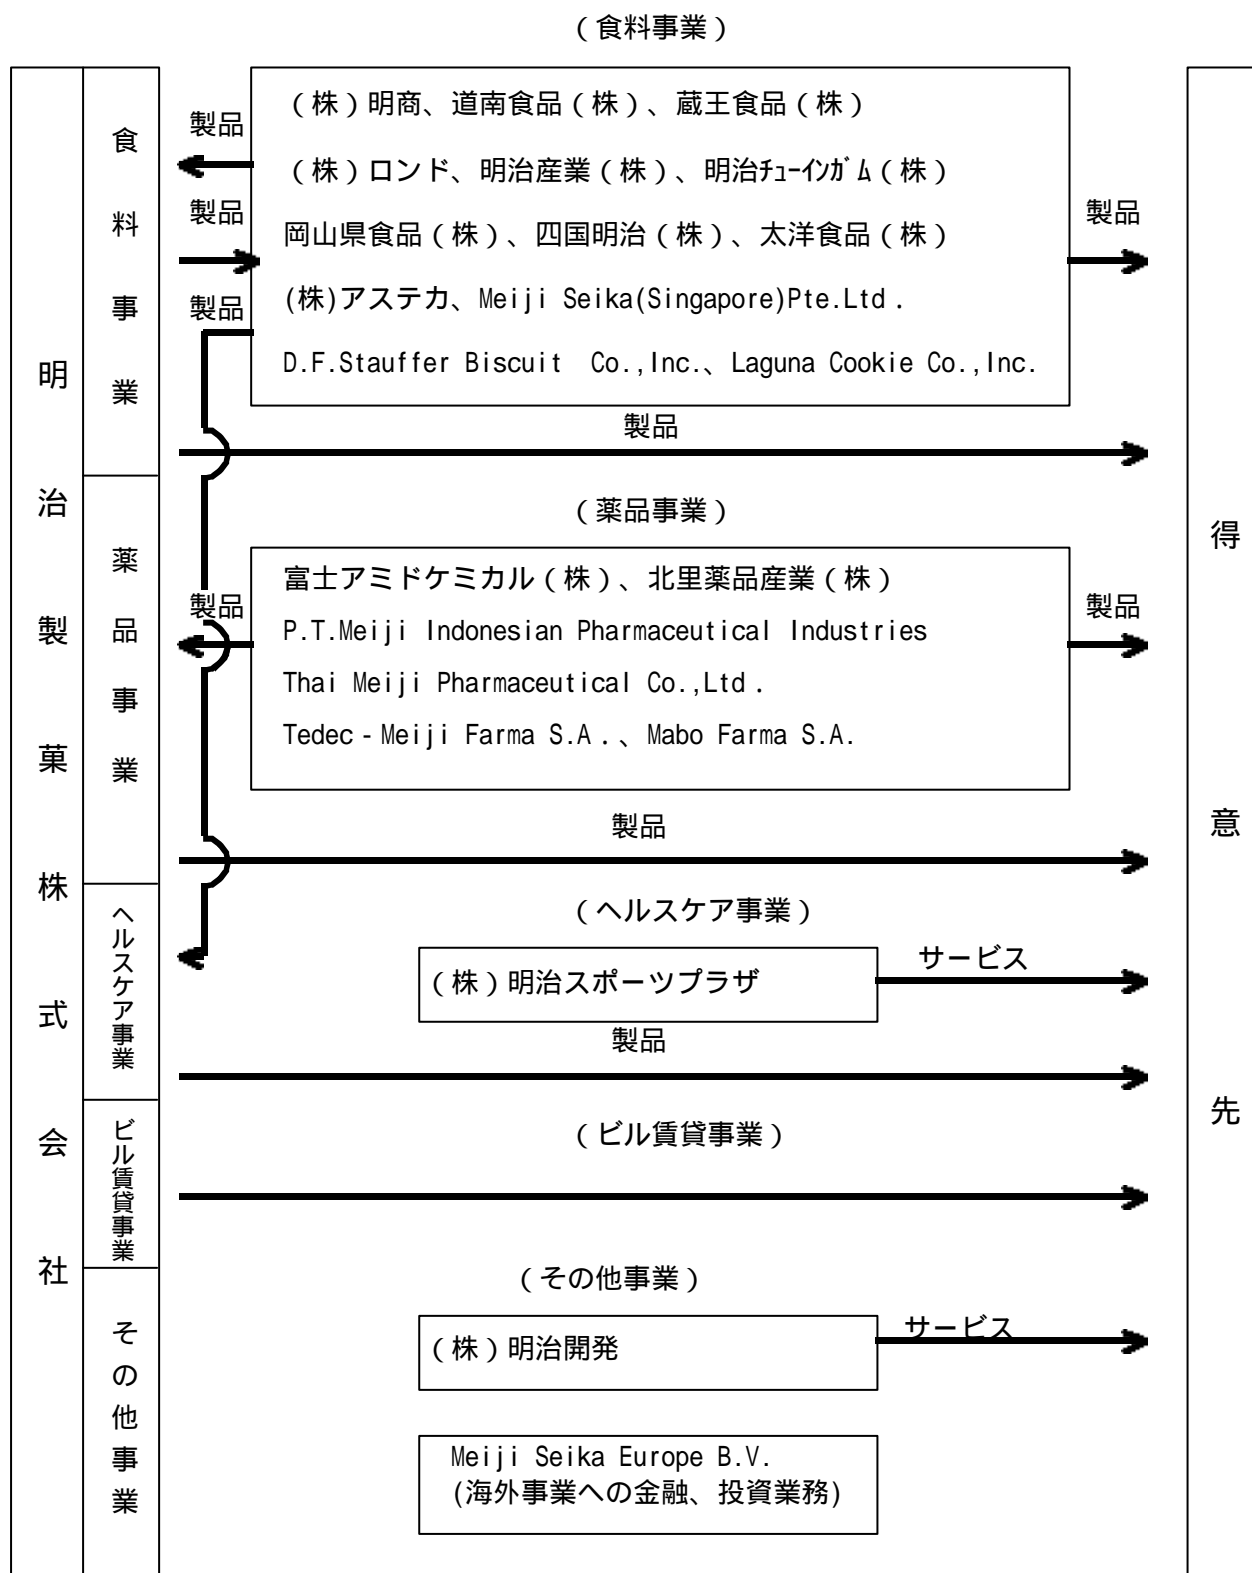 明治製菓株式会社
食料事業
薬品事業
ヘルスケア事業
ビル賃貸事業
その他事業
（食料事業）
製品
製品
製品
（株）明商、道南食品（株）、蔵王食品（株）
（株）ロンド、明治産業（株）、明治ﾁｭｰｲﾝｶﾞﾑ（株）
岡山県食品（株）、四国明治（株）、太洋食品（株）
(株)アステカ、Meiji Seika(Singapore)Pte.Ltd．
D.F.Stauffer Biscuit　Co.,Inc.、Laguna Cookie Co.,Inc.
製品
製品
（薬品事業）
製品
富士アミドケミカル（株）、北里薬品産業（株）
P.T.Meiji Indonesian Pharmaceutical Industries
Thai Meiji Pharmaceutical Co.,Ltd．
Tedec‐Meiji Farma S.A．、Mabo Farma S.A.
製品
製品
（ヘルスケア事業）
（株）明治スポーツプラザ
サービス
製品
（ビル賃貸事業）
（その他事業）
（株）明治開発
サービス
Meiji Seika Europe B.V.
(海外事業への金融、投資業務)
得意先